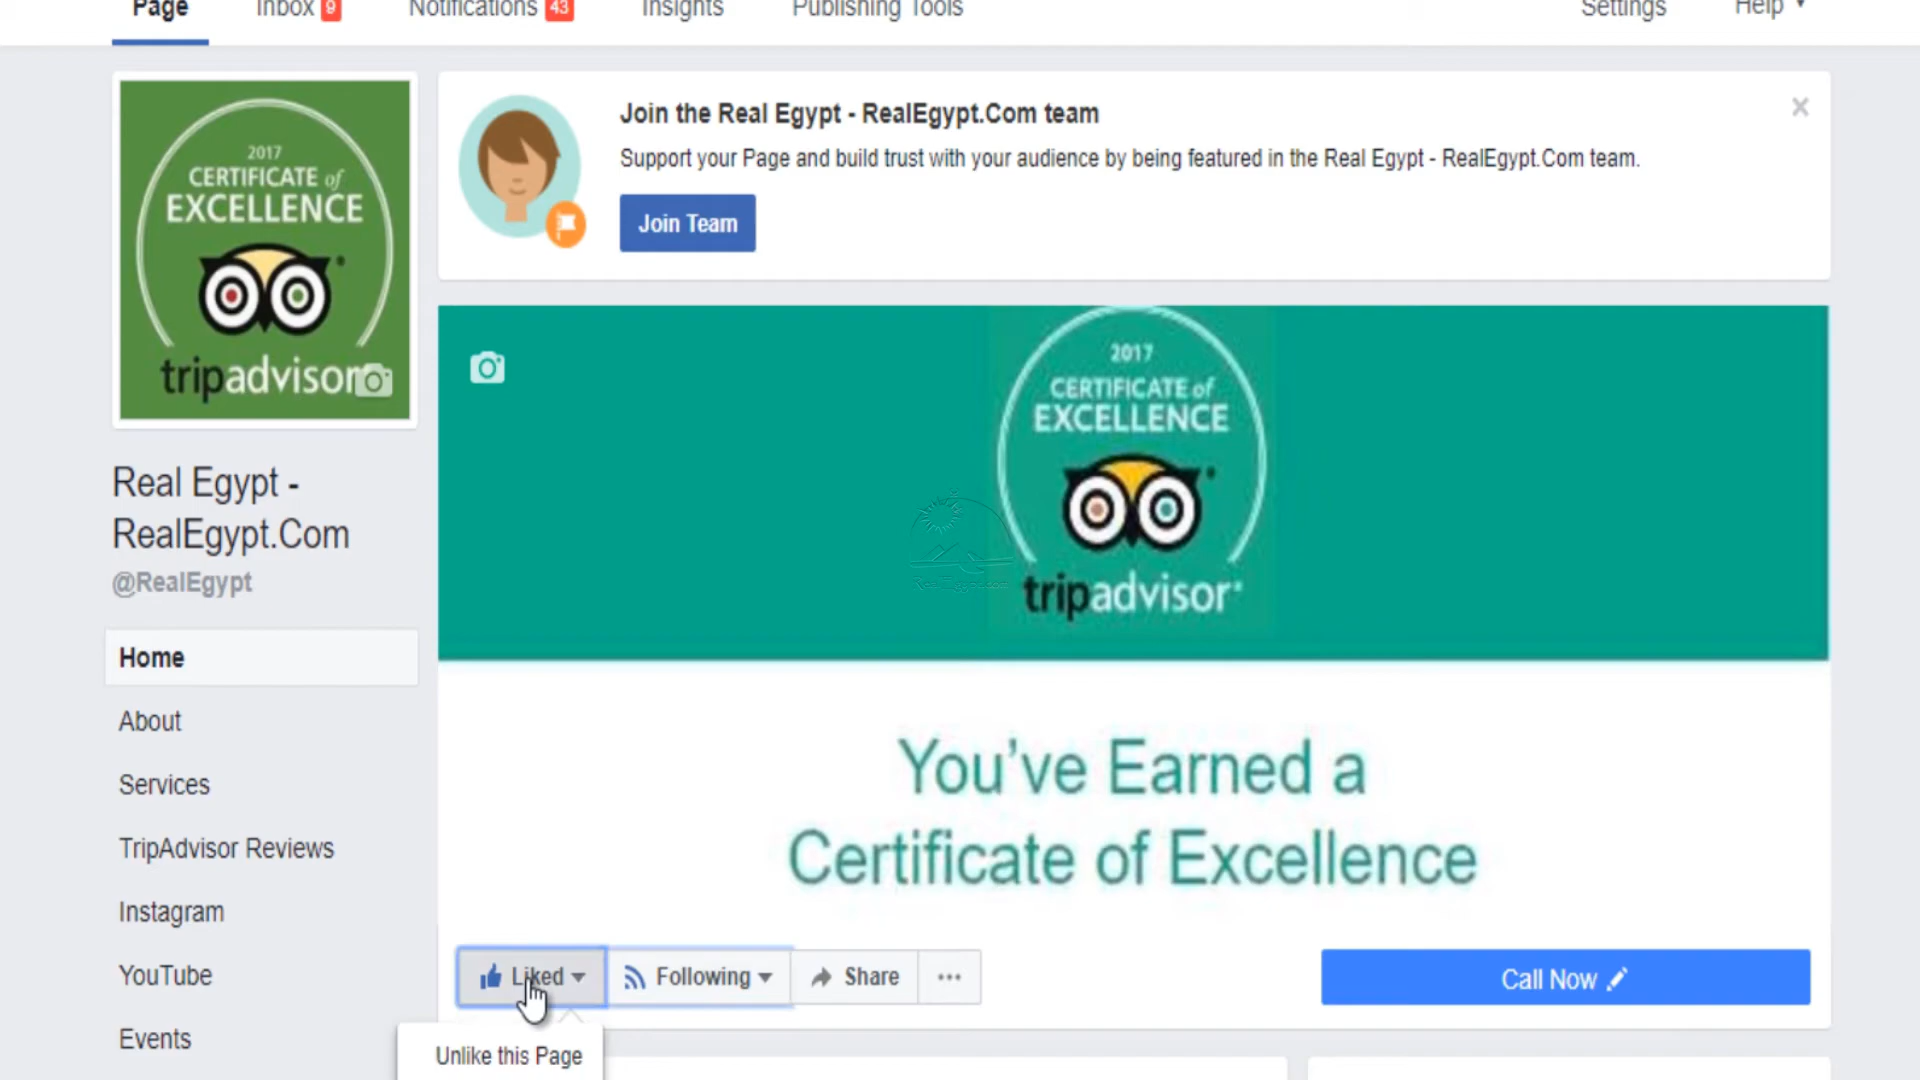 Page Inbox 9 Notifications 43 Insights Publishing Tools Settings Help
2017
CERTIFICATE of
EXCELLENCE
tripadvisor
Real Egypt -
RealEgypt.Com
@RealEgypt
Home
About
Services
TripAdvisor Reviews
Instagram
YouTube
Events
Join the Real Egypt - RealEgypt.Com team
Support your Page and build trust with your audience by being featured in the Real Egypt - RealEgypt.Com team.
Join Team
2017
CERTIFICATE of
EXCELLENCE
tripadvisor®
RealEgypt.com
You've Earned a
Certificate of Excellence
Liked Following Share ... Call Now
Unlike this Page